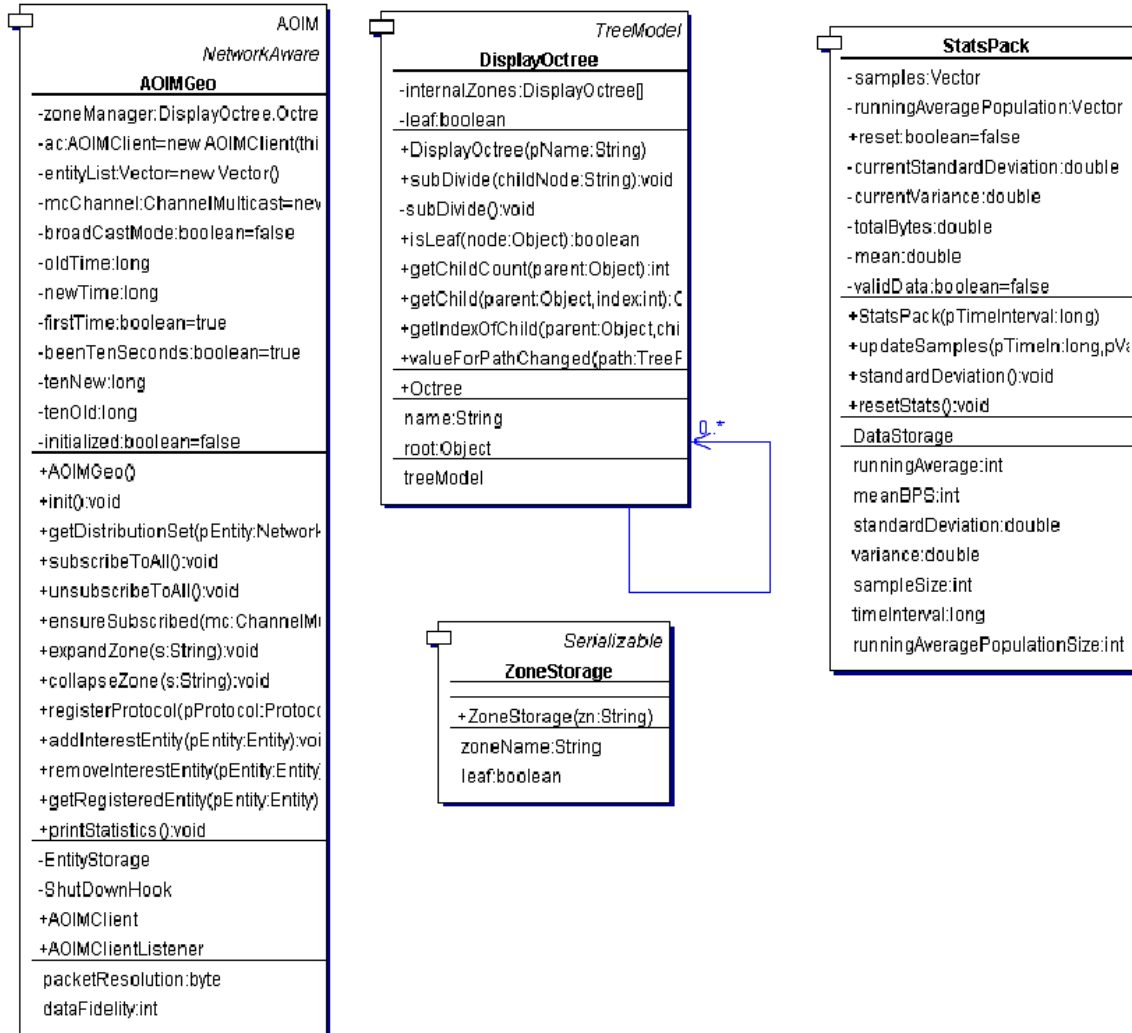 AOIM
NetworkAware
AOIMGeo
-zoneManager:DisplayOctree.Octre
-ac:AOIMClient=new AOIMClient(thi
-entityList:Vector=new Vector()
-mcChannel:ChannelMulticast=new
-broadCastMode:boolean=false
-oldTime:long
-newTime:long
-firstTime:boolean=true
-beenTenSeconds:boolean=true
-tenNew:long
-tenOld:long
-initialized:boolean=false
+AOIMGeo()
+init():void
+getDistributionSet(pEntity:Network
+subscribeToAll():void
+unsubscribeToAll():void
+ensureSubscribed(mc:ChannelMu
+expandZone(s:String):void
+collapseZone(s:String):void
+registerProtocol(pProtocol:Protoco
+addInterestEntity(pEntity:Entity):voi
+removeInterestEntity(pEntity:Entity
+getRegisteredEntity(pEntity:Entity)
+printStatistics():void
-EntityStorage
-ShutDownHook
+AOIMClient
+AOIMClientListener
packetResolution:byte
dataFidelity:int
TreeModel
DisplayOctree
-internalZones:DisplayOctree[]
-leaf:boolean
+DisplayOctree(pName:String)
+subDivide(childNode:String):void
-subDivide():void
+isLeaf(node:Object):boolean
+getChildCount(parent:Object):int
+getChild(parent:Object,index:int):C
+getIndexOfChild(parent:Object,chi
+valueForPathChanged(path:TreeF
+Octree
name:String
root:Object
treeModel
0..*
Serializable
ZoneStorage
+ZoneStorage(zn:String)
zoneName:String
leaf:boolean
StatsPack
-samples:Vector
-runningAveragePopulation:Vector
+reset:boolean=false
-currentStandardDeviation:double
-currentVariance:double
-totalBytes:double
-mean:double
-validData:boolean=false
+StatsPack(pTimeInterval:long)
+updateSamples(pTimeIn:long,pVa
+standardDeviation():void
+resetStats():void
DataStorage
runningAverage:int
meanBPS:int
standardDeviation:double
variance:double
sampleSize:int
timeInterval:long
runningAveragePopulationSize:int